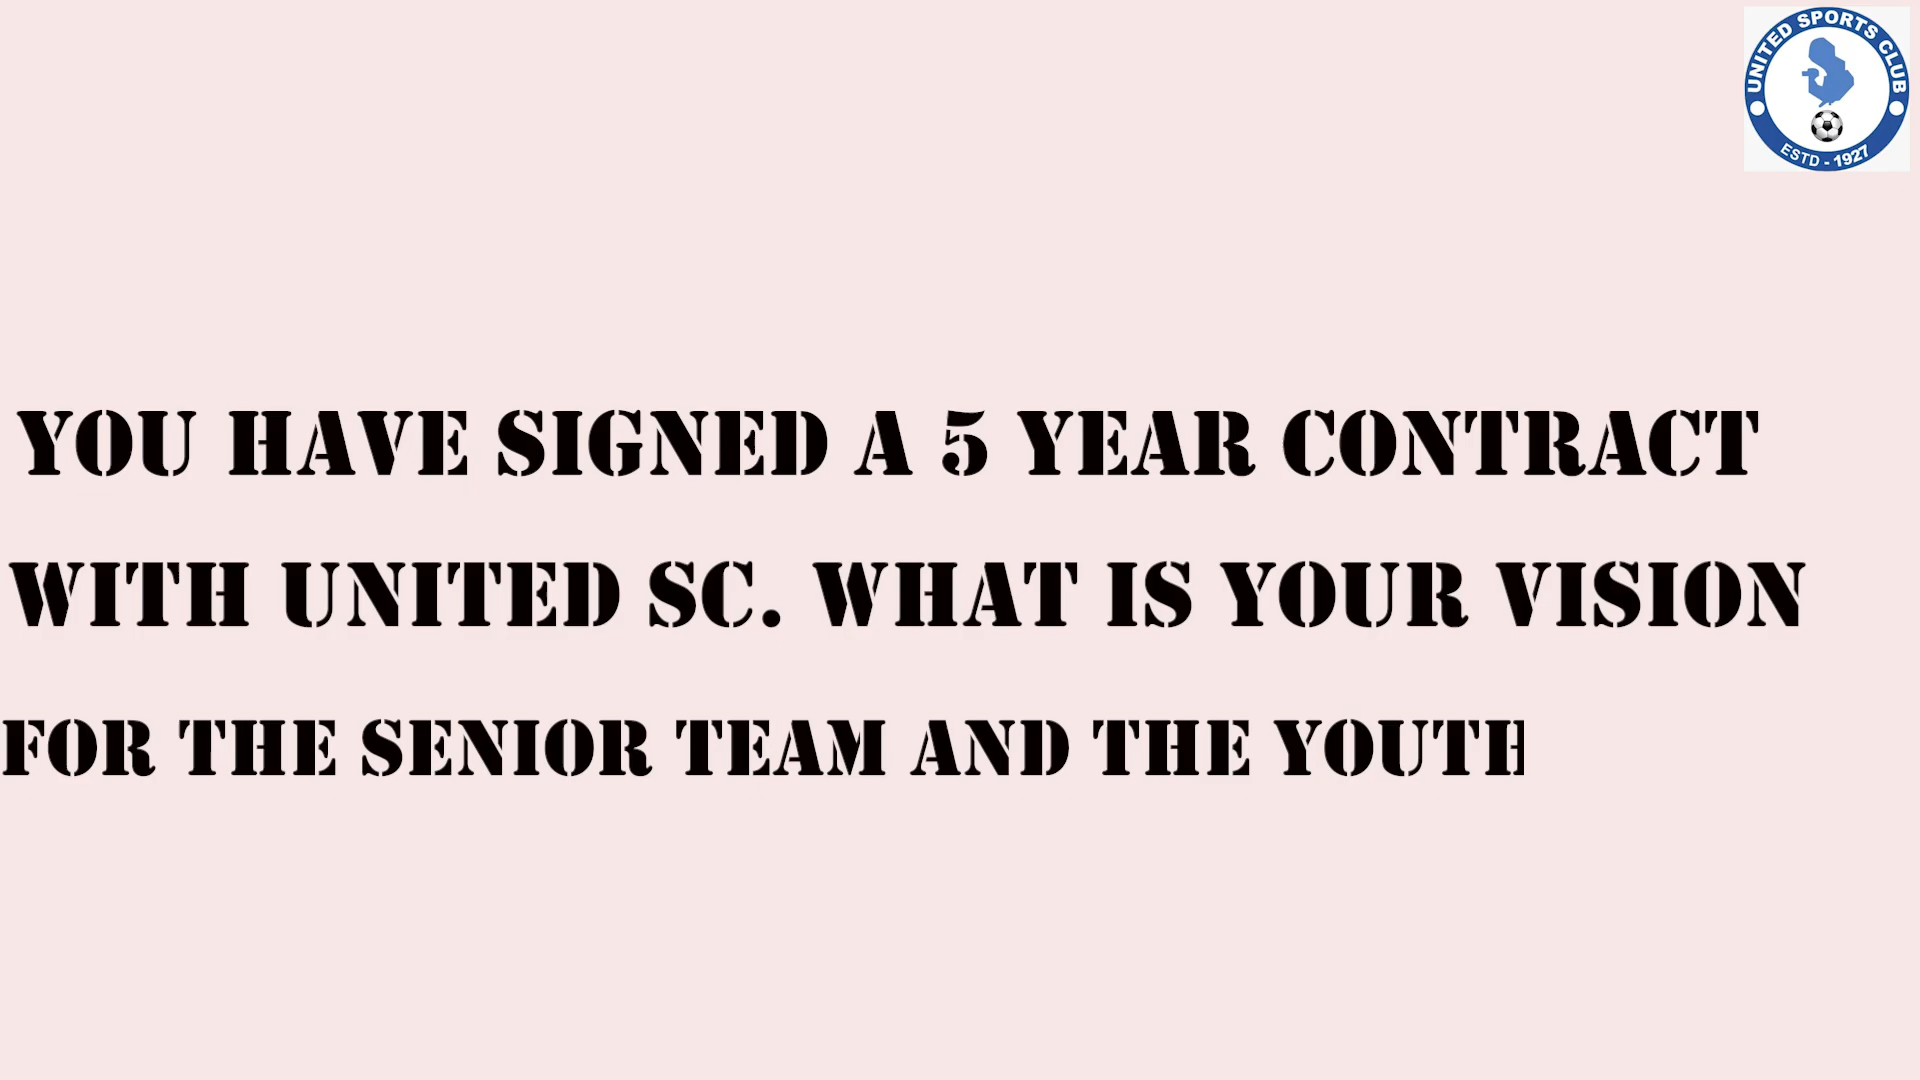 UNITED SPORTS CLUB
ESTD - 1927
YOU HAVE SIGNED A 5 YEAR CONTRACT
WITH UNITED SC. WHAT IS YOUR VISION
FOR THE SENIOR TEAM AND THE YOUTH